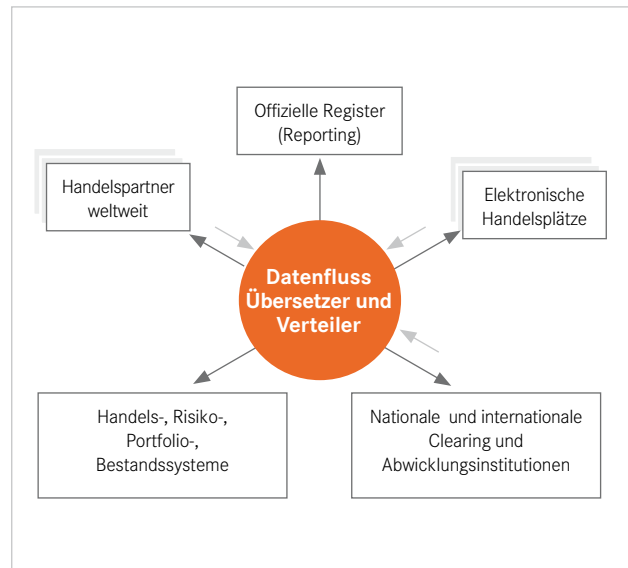 Offizielle Register
(Reporting)
Handelspartner
weltweit
Elektronische
Handelsplätze
Datenfluss
Übersetzer und
Verteiler
Handels-, Risiko-,
Portfolio-,
Bestandssysteme
Nationale und internationale
Clearing und
Abwicklungsinstitutionen